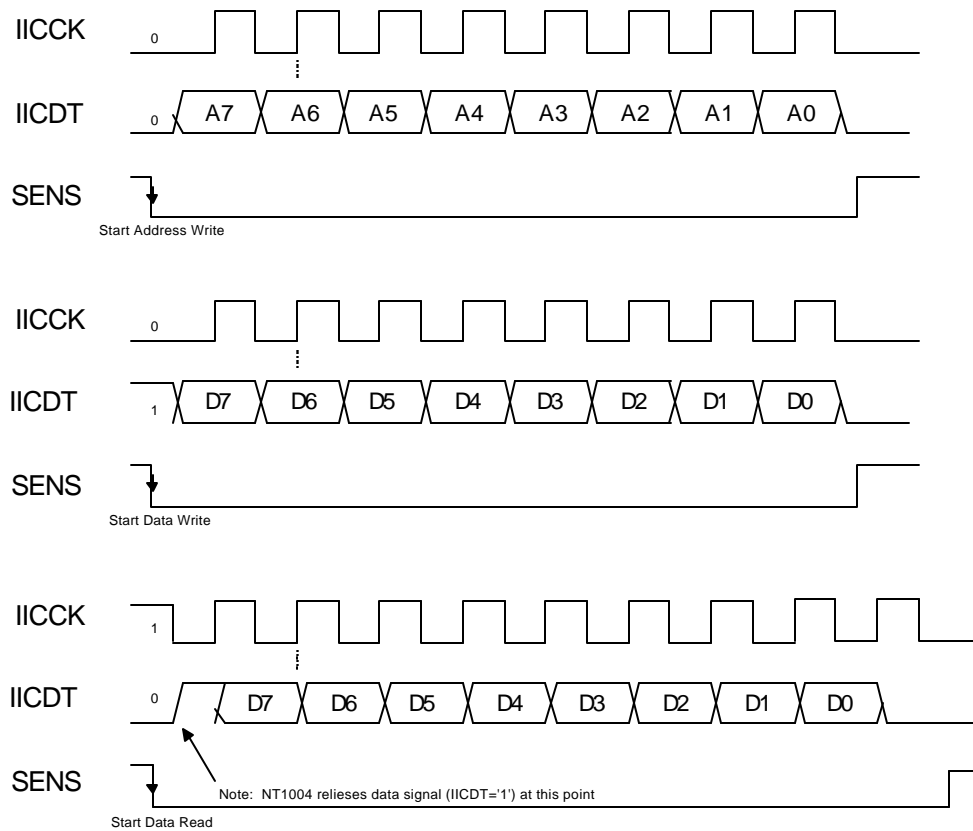 IICCK 0
IICDT 0 A7 A6 A5 A4 A3 A2 A1 A0
SENS
Start Address Write
IICCK 0
IICDT 1 D7 D6 D5 D4 D3 D2 D1 D0
SENS
Start Data Write
IICCK 1
IICDT 0 D7 D6 D5 D4 D3 D2 D1 D0
SENS
Note: NT1004 relieses data signal (IICDT='1') at this point
Start Data Read